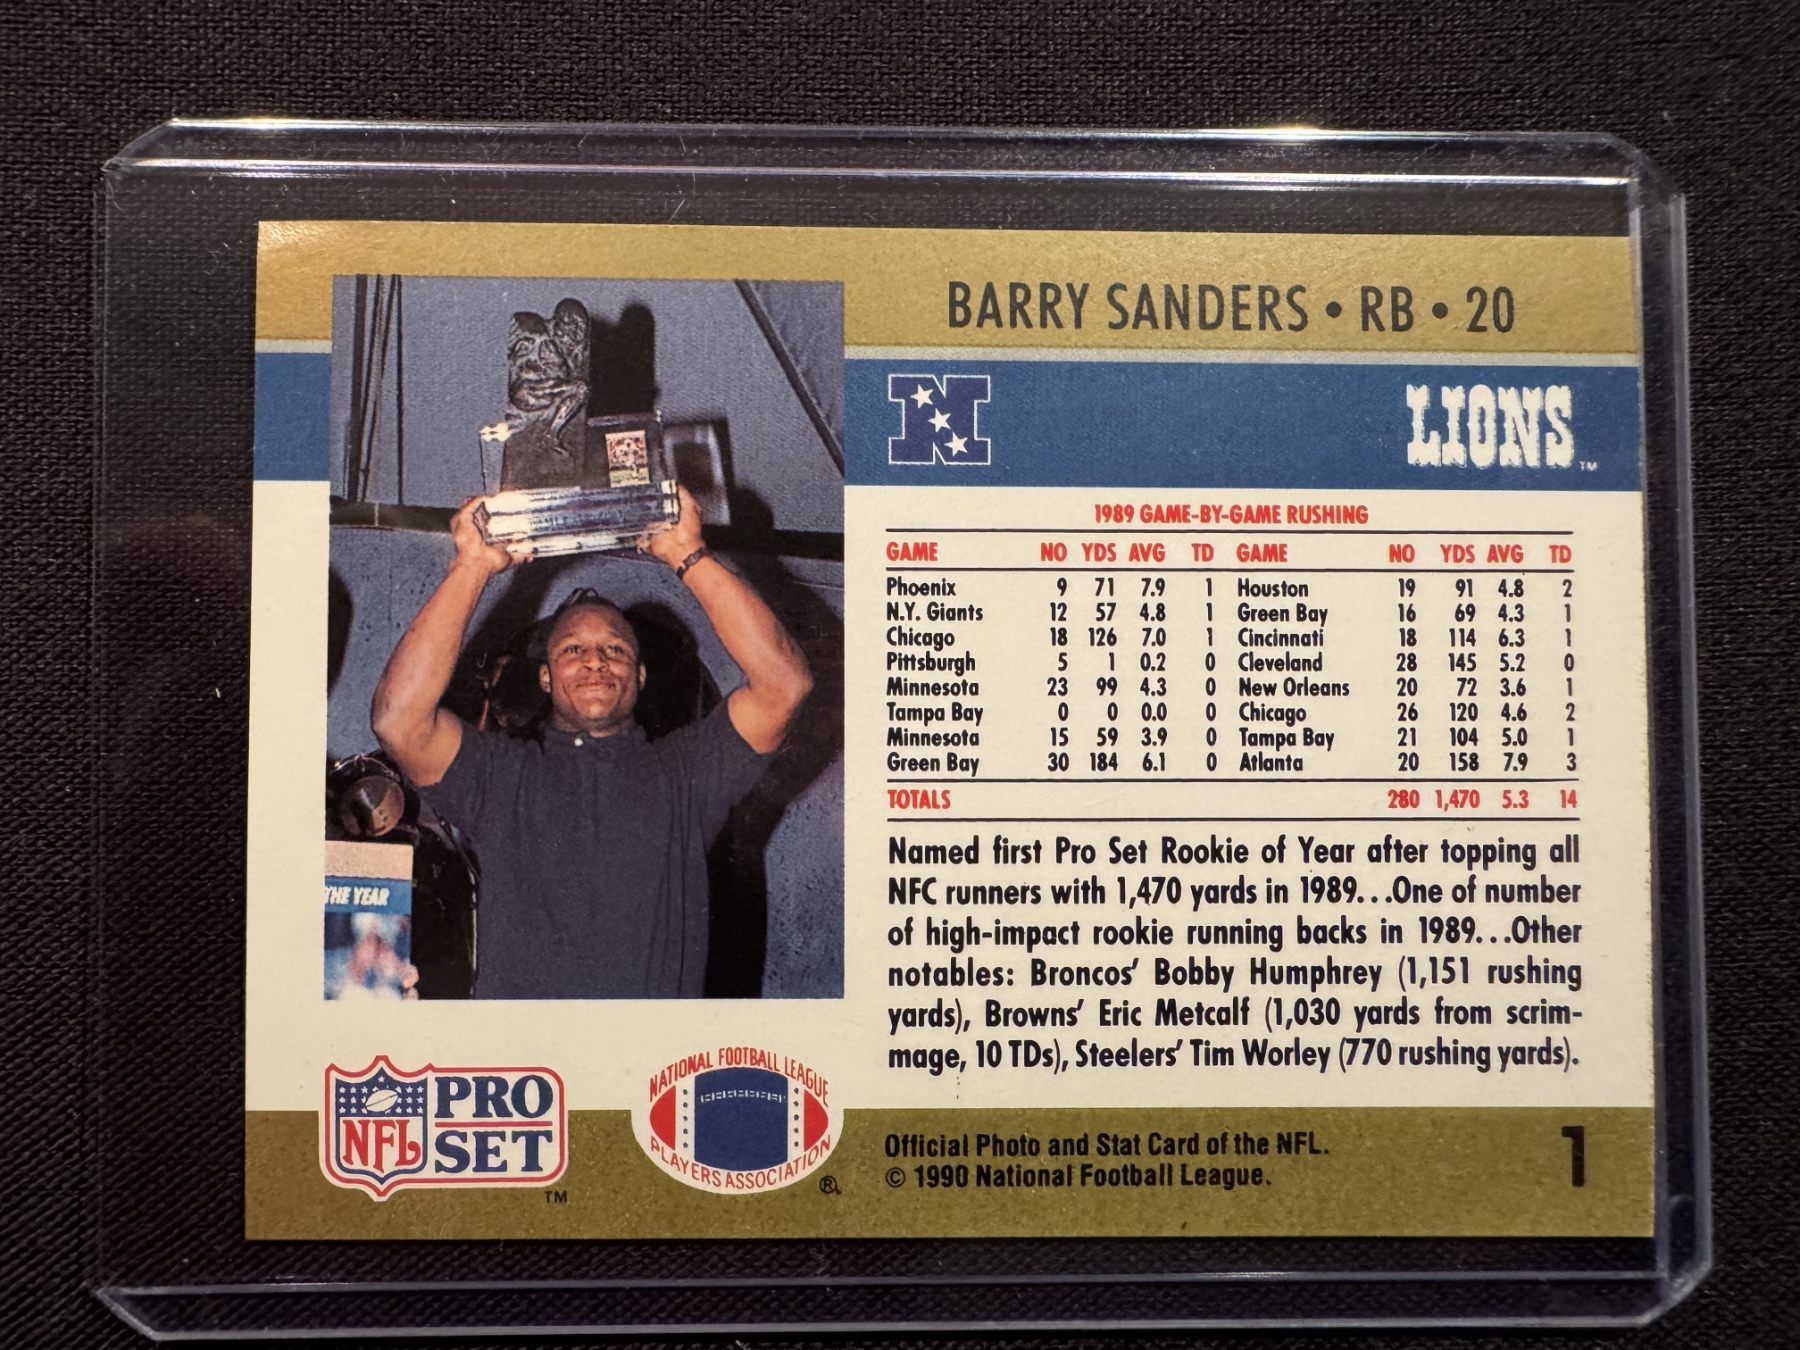 BARRY SANDERS • RB • 20
N
LIONS™
1989 GAME-BY-GAME RUSHING
GAME NO YDS AVG TD GAME NO YDS AVG TD
Phoenix 9 71 7.9 1 Houston 19 91 4.8 2
N.Y. Giants 12 57 4.8 1 Green Bay 16 69 4.3 1
Chicago 18 126 7.0 1 Cincinnati 18 114 6.3 1
Pittsburgh 5 1 0.2 0 Cleveland 28 145 5.2 0
Minnesota 23 99 4.3 0 New Orleans 20 72 3.6 1
Tampa Bay 0 0 0.0 0 Chicago 26 120 4.6 2
Minnesota 15 59 3.9 0 Tampa Bay 21 104 5.0 1
Green Bay 30 184 6.1 0 Atlanta 20 158 7.9 3
TOTALS 280 1,470 5.3 14
Named first Pro Set Rookie of Year after topping all
NFC runners with 1,470 yards in 1989...One of number
of high-impact rookie running backs in 1989...Other
notables: Broncos' Bobby Humphrey (1,151 rushing
yards), Browns' Eric Metcalf (1,030 yards from scrim-
mage, 10 TDs), Steelers' Tim Worley (770 rushing yards).
THE YEAR
NFL PRO SET™
NATIONAL FOOTBALL LEAGUE
PLAYERS ASSOCIATION ®
Official Photo and Stat Card of the NFL.
© 1990 National Football League.
1